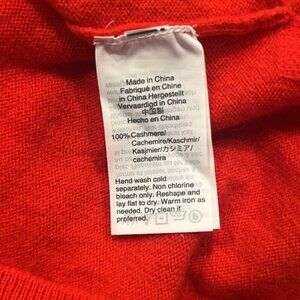 Made in China
Fabriqué en Cine
in China Hergestellt
Vervaardigd in China
中国製
Hecho en China
100% Cashmere/
Cachemire/Kaschmir/
Kasjmier/カシミア/
cachemira
Hand wash cold
separately. Non chlorine
bleach only. Reshape and
lay flat to dry. Warm iron as
needed. Dry clean if
preferred.